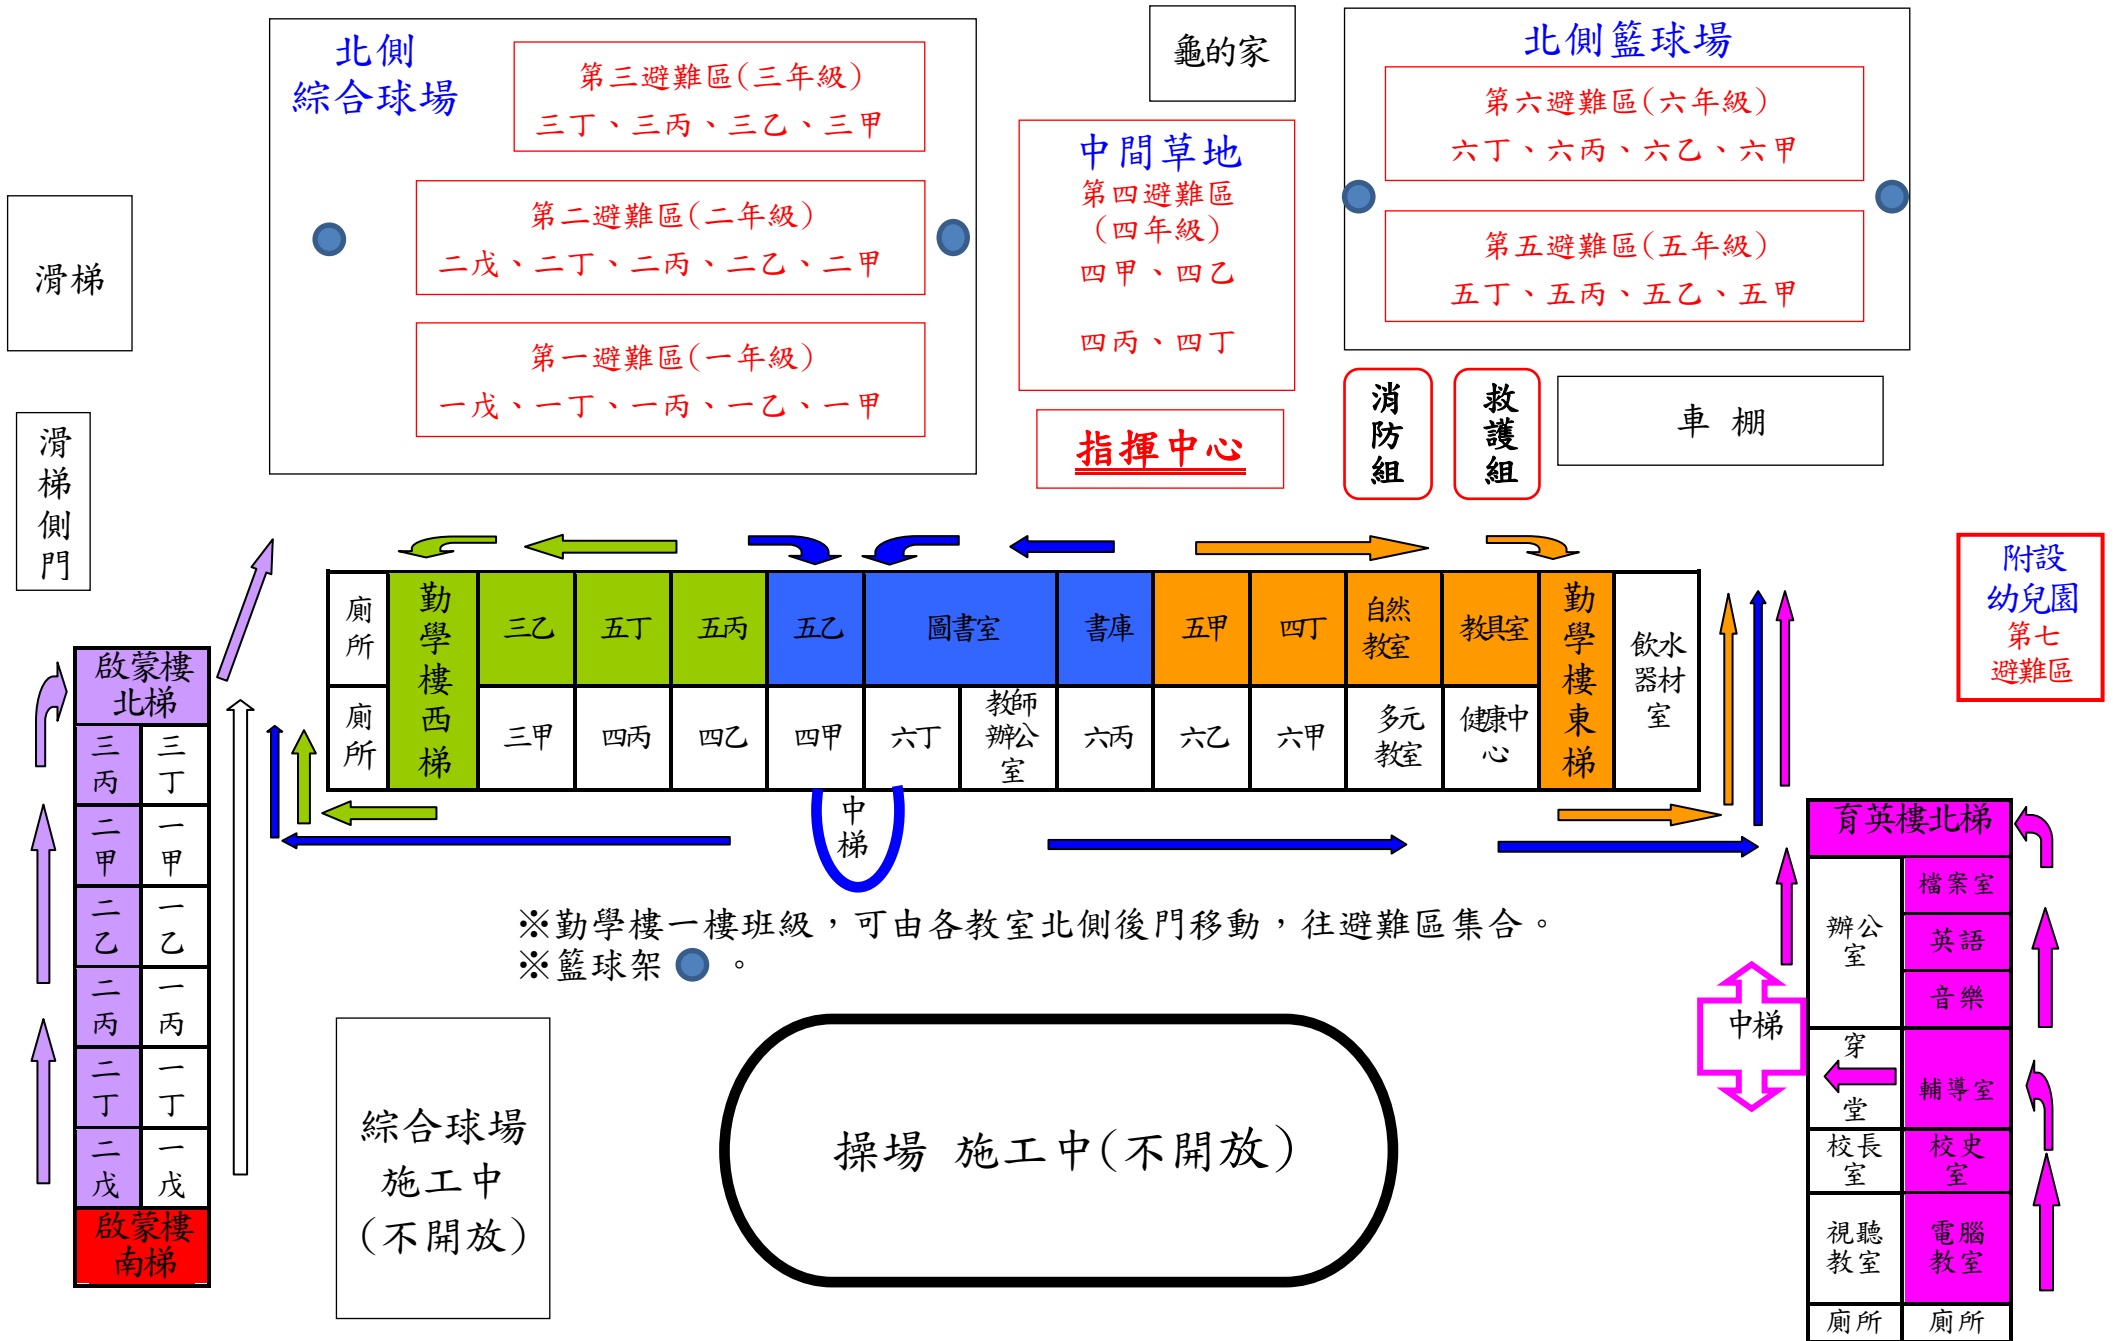 北側
綜合球場
第三避難區(三年級)
三丁、三丙、三乙、三甲
第二避難區(二年級)
二戊、二丁、二丙、二乙、二甲
第一避難區(一年級)
一戊、一丁、一丙、一乙、一甲
龜的家
中間草地
第四避難區
(四年級)
四甲、四乙
四丙、四丁
指揮中心
北側籃球場
第六避難區(六年級)
六丁、六丙、六乙、六甲
第五避難區(五年級)
五丁、五丙、五乙、五甲
消防組
救護組
車 棚
滑梯
滑梯側門
附設
幼兒園
第七
避難區
廁所
勤學樓西梯
三乙
五丁
五丙
五乙
圖書室
書庫
五甲
四丁
自然
教室
教具室
勤學樓東梯
飲水
器材
室
廁所
三甲
四丙
四乙
四甲
六丁
教師
辦公
室
六丙
六乙
六甲
多元
教室
健康中
心
中梯
啟蒙樓
北梯
三丙
三丁
二甲
一甲
二乙
一乙
二丙
一丙
二丁
一丁
二戊
一戊
啟蒙樓
南梯
※勤學樓一樓班級，可由各教室北側後門移動，往避難區集合。
※籃球架 。
綜合球場
施工中
(不開放)
操場 施工中(不開放)
中梯
育英樓北梯
辦公
室
檔案室
英語
音樂
穿
堂
輔導室
校長
室
校史
室
視聽
教室
電腦
教室
廁所
廁所